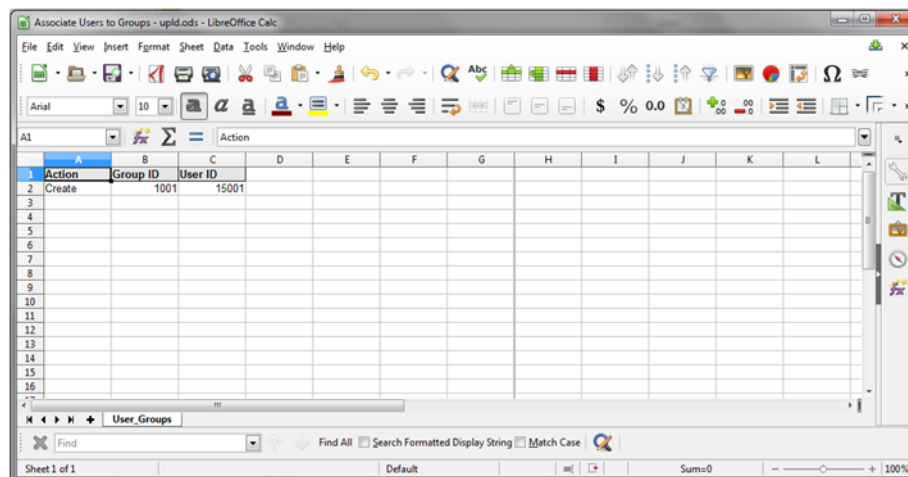 Associate Users to Groups - upld.ods - LibreOffice Calc
File Edit View Insert Format Sheet Data Tools Window Help
Abc Ω
Arial 10 a a a a $ % 0.0
A1 Σ = Action
A B C D E F G H I J K L
1 Action Group ID User ID
2 Create 1001 15001
3
4
5
6
7
8
9
10
11
12
13
14
15
16
User_Groups
Find Find All Search Formatted Display String Match Case
Sheet 1 of 1 Default Sum=0 100%